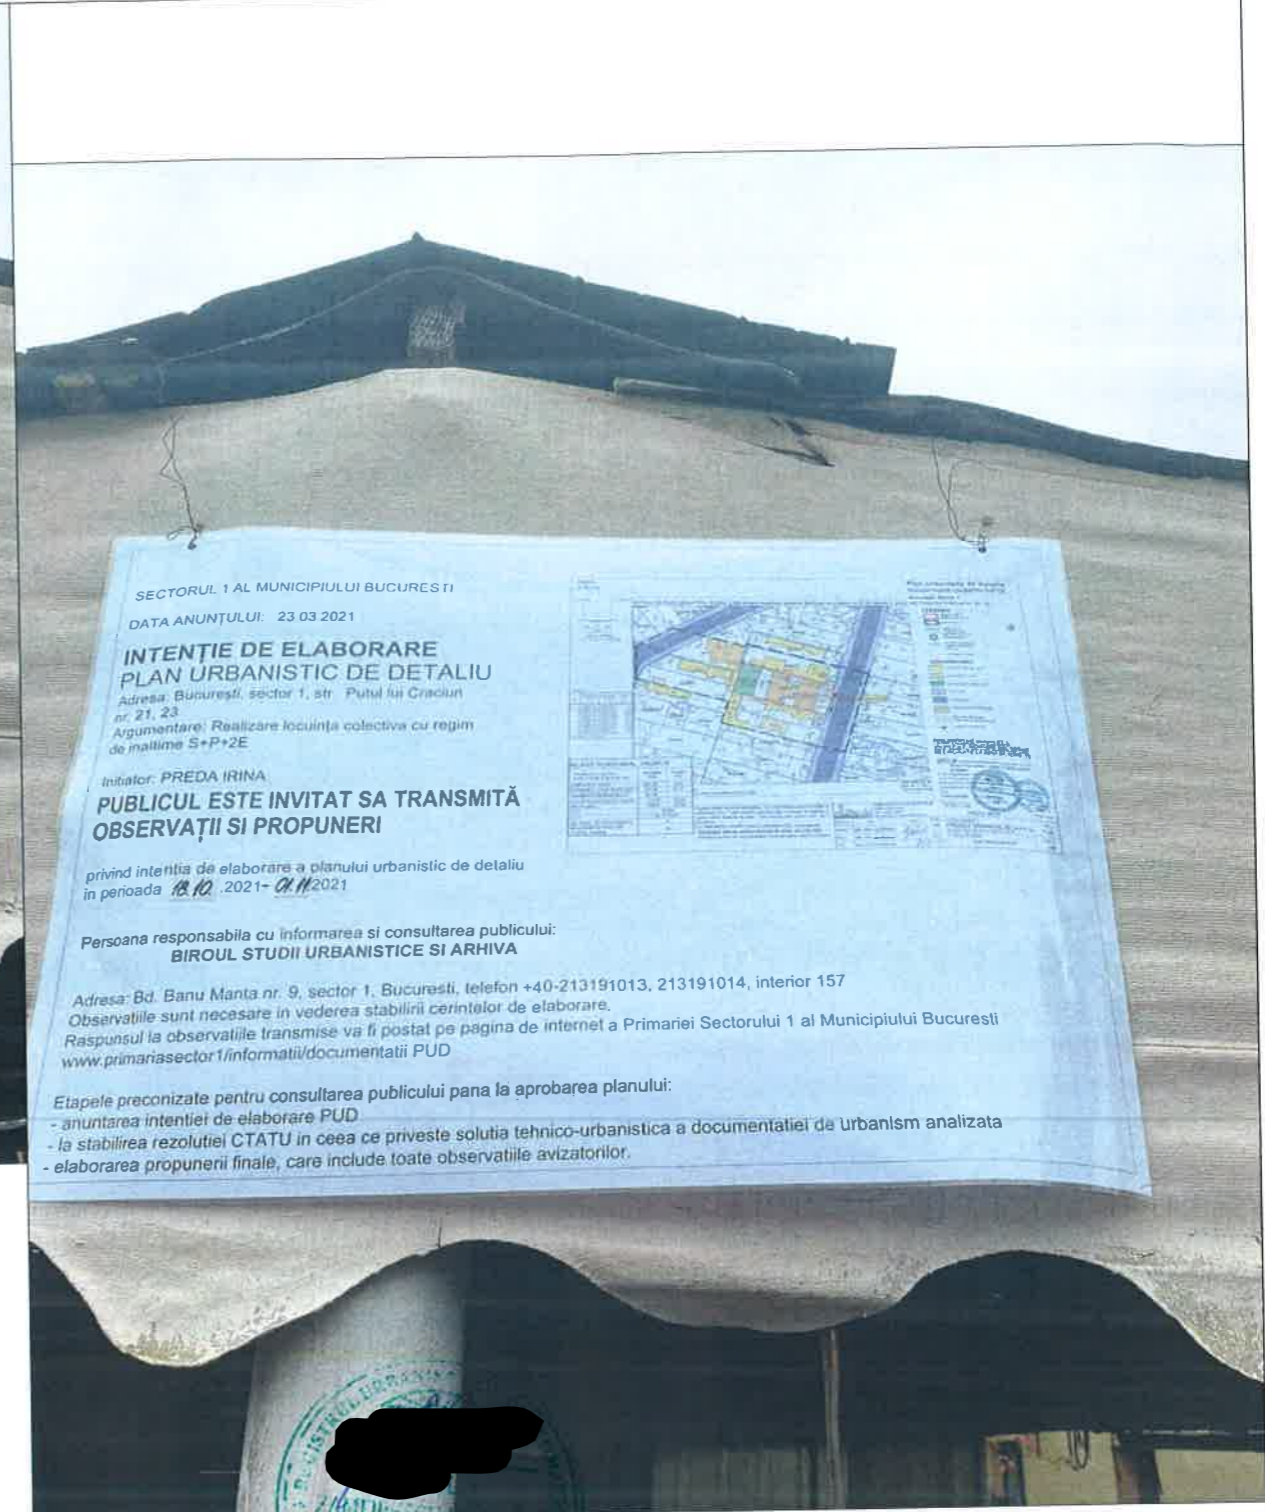 SECTORUL 1 AL MUNICIPIULUI BUCURESTI
DATA ANUNȚULUI: 23 03 2021
INTENȚIE DE ELABORARE
PLAN URBANISTIC DE DETALIU
Adresa: Bucuresti, sector 1, str. Putul lui Craciun
nr. 21, 23
Argumentare: Realizare locuinta colectiva cu regim
de inaltime S+P+2E
Initiator: PREDA IRINA
PUBLICUL ESTE INVITAT SA TRANSMITĂ
OBSERVAȚII SI PROPUNERI
privind intentia de elaborare a planului urbanistic de detaliu
in perioada 18.10 .2021- 01.11 2021
Persoana responsabila cu informarea si consultarea publicului:
BIROUL STUDII URBANISTICE SI ARHIVA
Adresa: Bd. Banu Manta nr. 9, sector 1, Bucuresti, telefon +40-213191013, 213191014, interior 157
Observatiile sunt necesare in vederea stabilirii cerintelor de elaborare.
Raspunsul la observatiile transmise va fi postat pe pagina de internet a Primariei Sectorului 1 al Municipiului Bucuresti
www.primariasector1/informatii/documentatii PUD
Etapele preconizate pentru consultarea publicului pana la aprobarea planului:
- anuntarea intentiei de elaborare PUD
- la stabilirea rezolutiei CTATU in ceea ce priveste solutia tehnico-urbanistica a documentatiei de urbanism analizata
- elaborarea propunerii finale, care include toate observatiile avizatorilor.